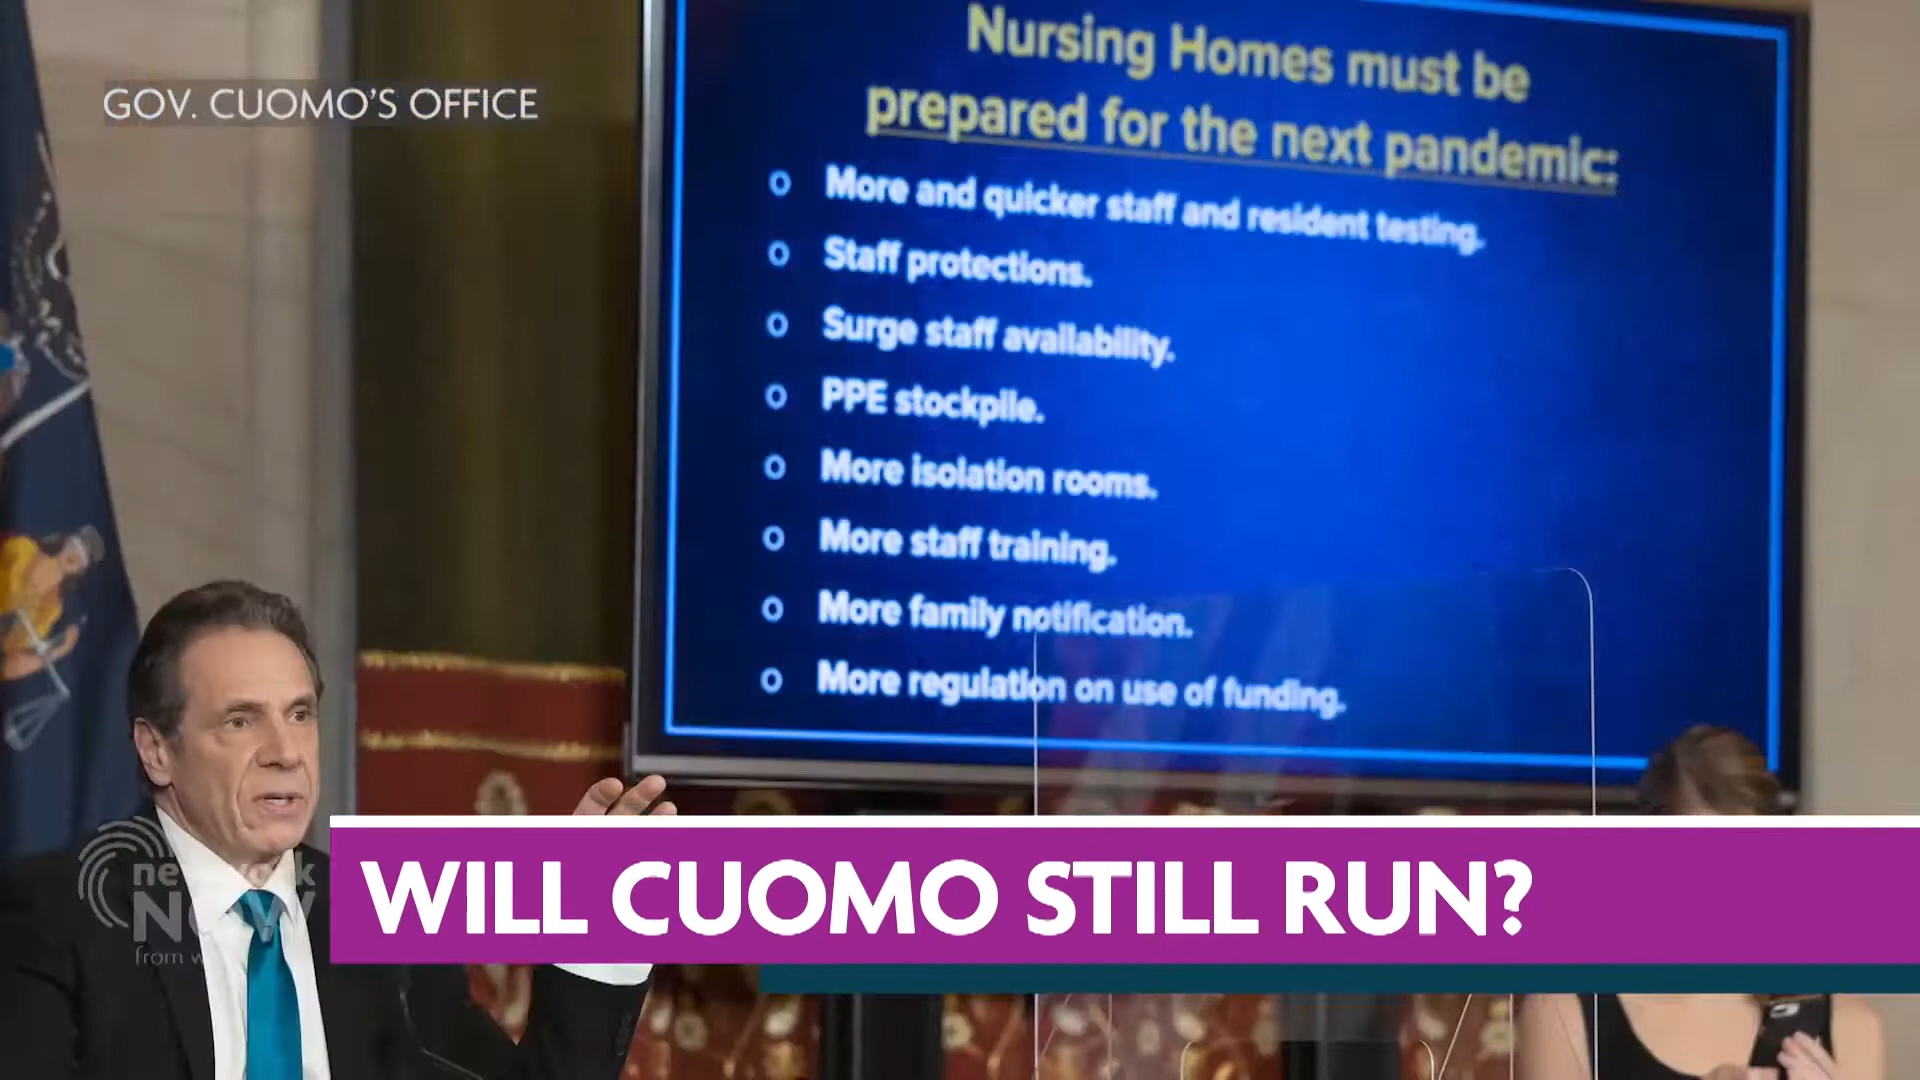 GOV. CUOMO'S OFFICE
Nursing Homes must be
prepared for the next pandemic:
o More and quicker staff and resident testing.
o Staff protections.
o Surge staff availability.
o PPE stockpile.
o More isolation rooms.
o More staff training.
o More family notification.
o More regulation on use of funding.
NOW
from
WILL CUOMO STILL RUN?